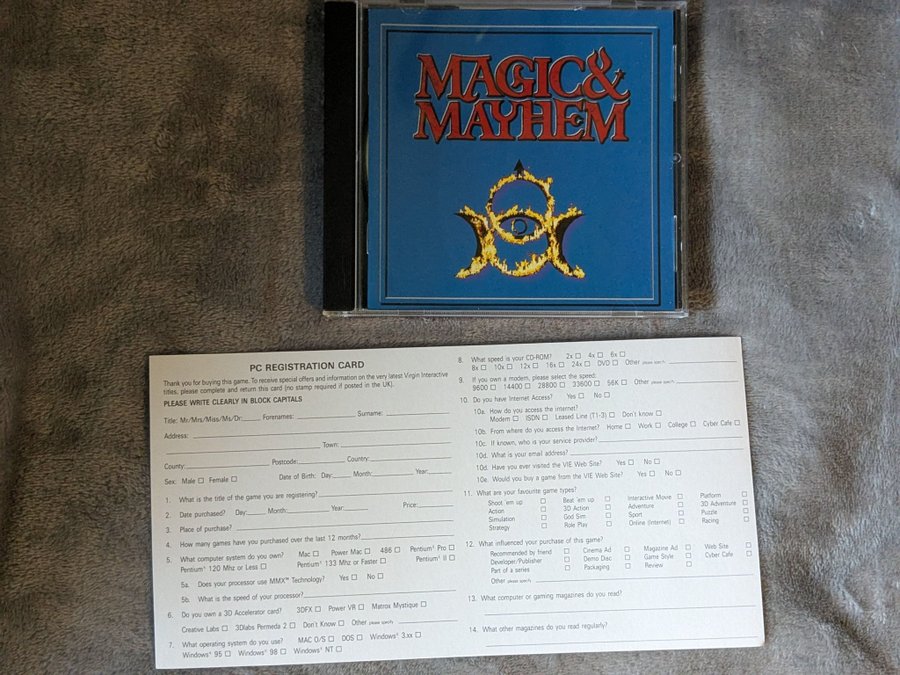 MAGIC &
MAYHEM
PC REGISTRATION CARD
Thank you for buying this game. To receive special offers and information on the very latest Virgin Interactive
titles, please complete and return this card (no stamp required if posted in the UK).
PLEASE WRITE CLEARLY IN BLOCK CAPITALS
Title: Mr/Mrs/Miss/Ms/Dr: Forenames: Surname:
Address:
Town:
County: Postcode: Country:
Sex: Male Female Date of Birth: Day: Month: Year:
1. What is the title of the game you are registering?
2. Date purchased? Day: Month: Year: Price:
3. Place of purchase?
4. How many games have you purchased over the last 12 months?
5. What computer system do you own? Mac Power Mac 486 Pentium® Pro
Pentium® 120 Mhz or Less Pentium® 133 Mhz or Faster Pentium® II
5a. Does your processor use MMX™ Technology? Yes No
5b. What is the speed of your processor?
6. Do you own a 3D Accelerator card? 3DFX Power VR Matrox Mystique
Creative Labs 3Dlabs Permeda 2 Don't Know Other please specify
7. What operating system do you use? MAC O/S DOS Windows® 3.xx
Windows® 95 Windows® 98 Windows® NT
8. What speed is your CD-ROM? 2x 4x 6x
8x 10x 12x 16x 24x DVD Other please specify
9. If you own a modem, please select the speed:
9600 14400 28800 33600 56K Other please specify
10. Do you have Internet Access? Yes No
10a. How do you access the internet?
Modem ISDN Leased Line (T1-3) Don't know
10b. From where do you access the Internet? Home Work College Cyber Cafe
10c. If known, who is your service provider?
10d. What is your email address?
10d. Have you ever visited the VIE Web Site? Yes No
10e. Would you buy a game from the VIE Web Site? Yes No
11. What are your favourite game types?
Shoot 'em up Beat 'em up Interactive Movie Platform
Action 3D Action Adventure 3D Adventure
Simulation God Sim Sport Puzzle
Strategy Role Play Online (Internet) Racing
12. What influenced your purchase of this game?
Recommended by friend Cinema Ad Magazine Ad Web Site
Developer/Publisher Demo Disc Game Style Cyber Cafe
Part of a series Packaging Review
Other please specify
13. What computer or gaming magazines do you read?
14. What other magazines do you read regularly?